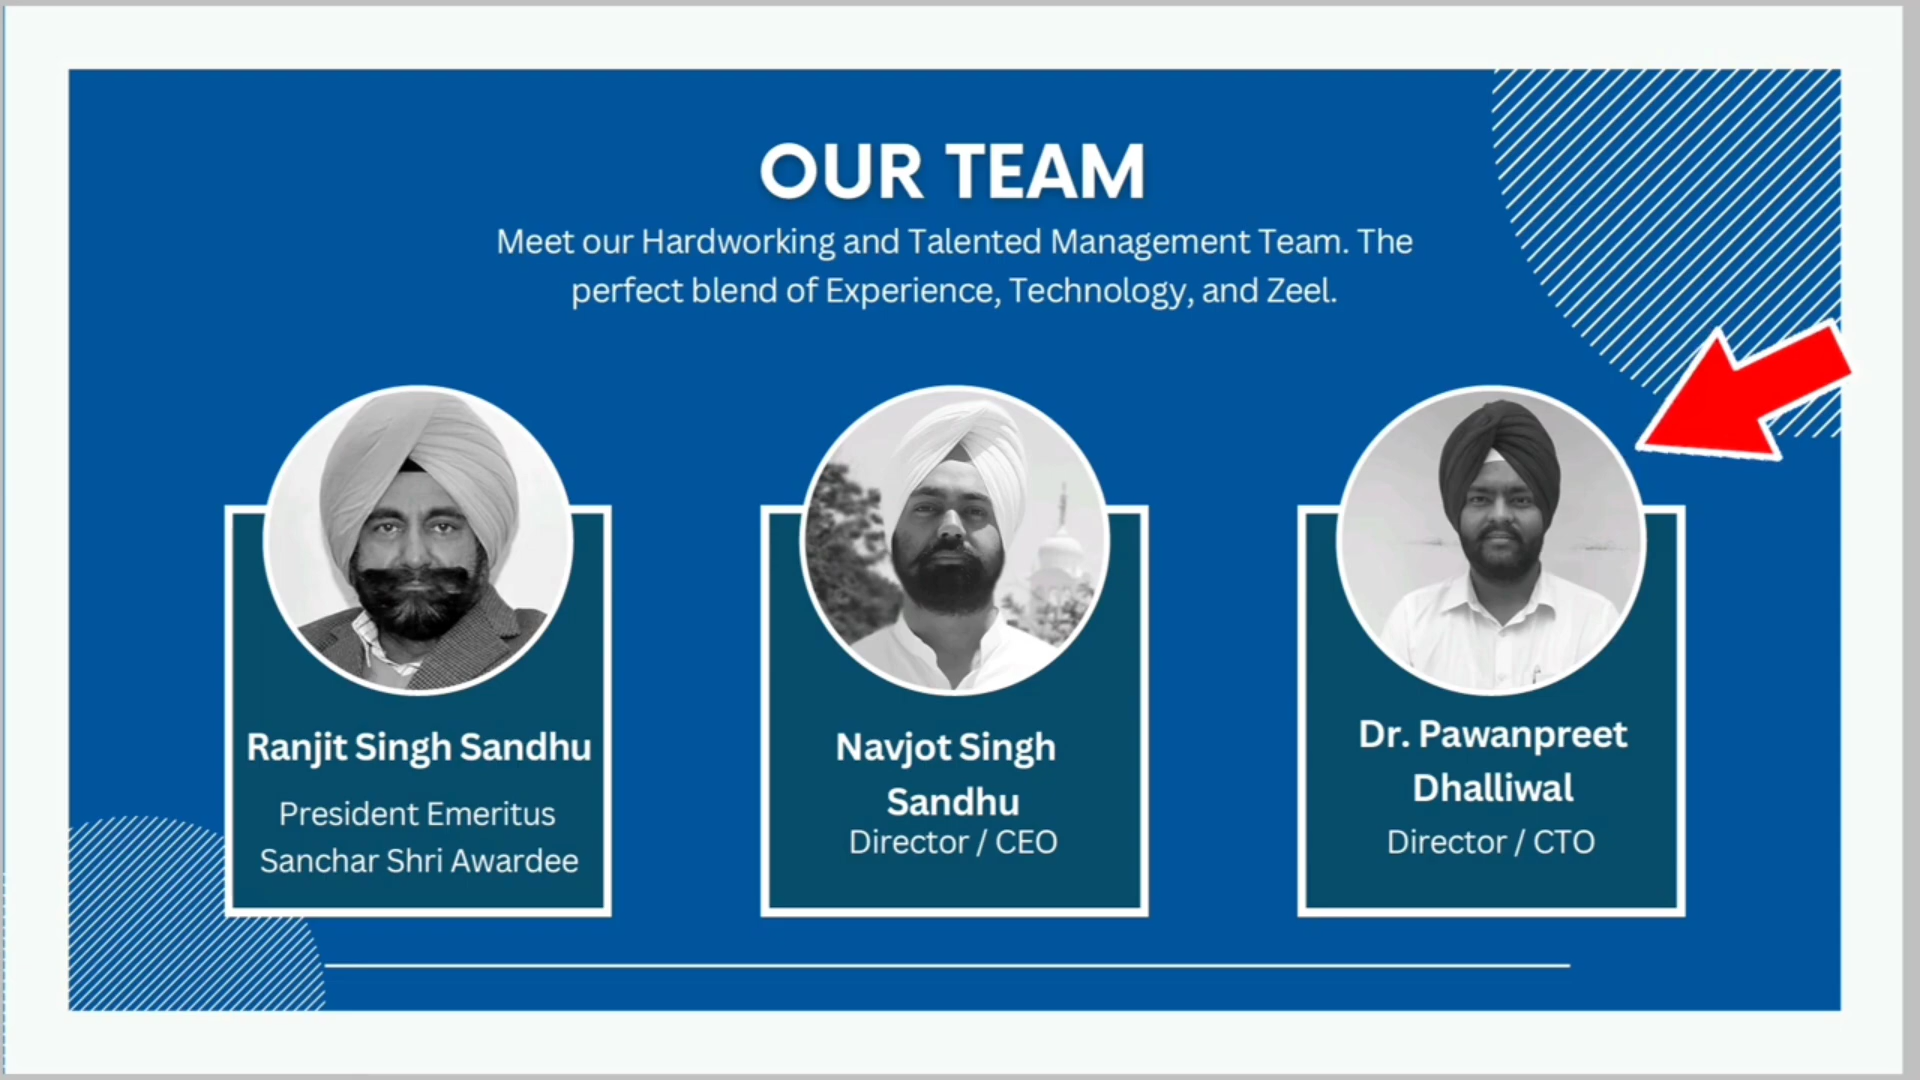 OUR TEAM
Meet our Hardworking and Talented Management Team. The
perfect blend of Experience, Technology, and Zeel.
Ranjit Singh Sandhu
President Emeritus
Sanchar Shri Awardee
Navjot Singh
Sandhu
Director / CEO
Dr. Pawanpreet
Dhalliwal
Director / CTO